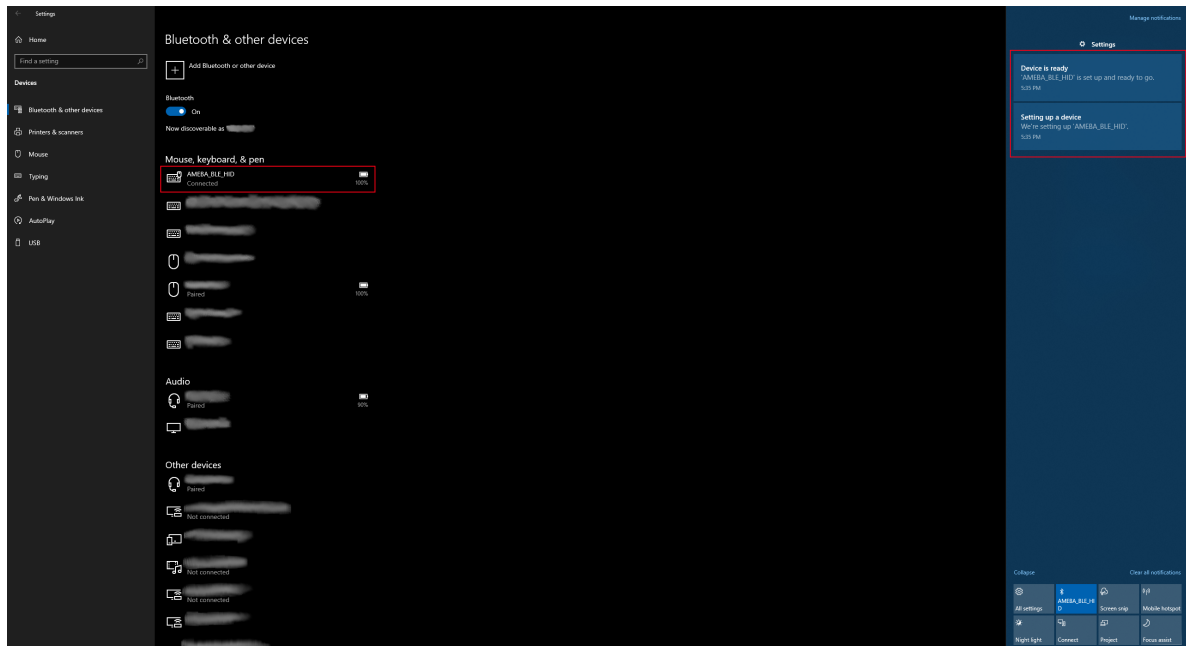 Settings
Home
Find a setting
Devices
Bluetooth & other devices
Printers & scanners
Mouse
Typing
Pen & Windows Ink
AutoPlay
USB
Bluetooth & other devices
Add Bluetooth or other device
Bluetooth
On
Now discoverable as
Mouse, keyboard, & pen
AMEBA_BLE_HID
Connected
100%
Paired
100%
Audio
Paired
90%
Other devices
Paired
Not connected
Not connected
Not connected
Manage notifications
Settings
Device is ready
'AMEBA_BLE_HID' is set up and ready to go.
5:35 PM
Setting up a device
We're setting up 'AMEBA_BLE_HID'.
5:35 PM
Collapse
Clear all notifications
All settings
AMEBA_BLE_HI
D
Screen snip
Mobile hotspot
Night light
Connect
Project
Focus assist